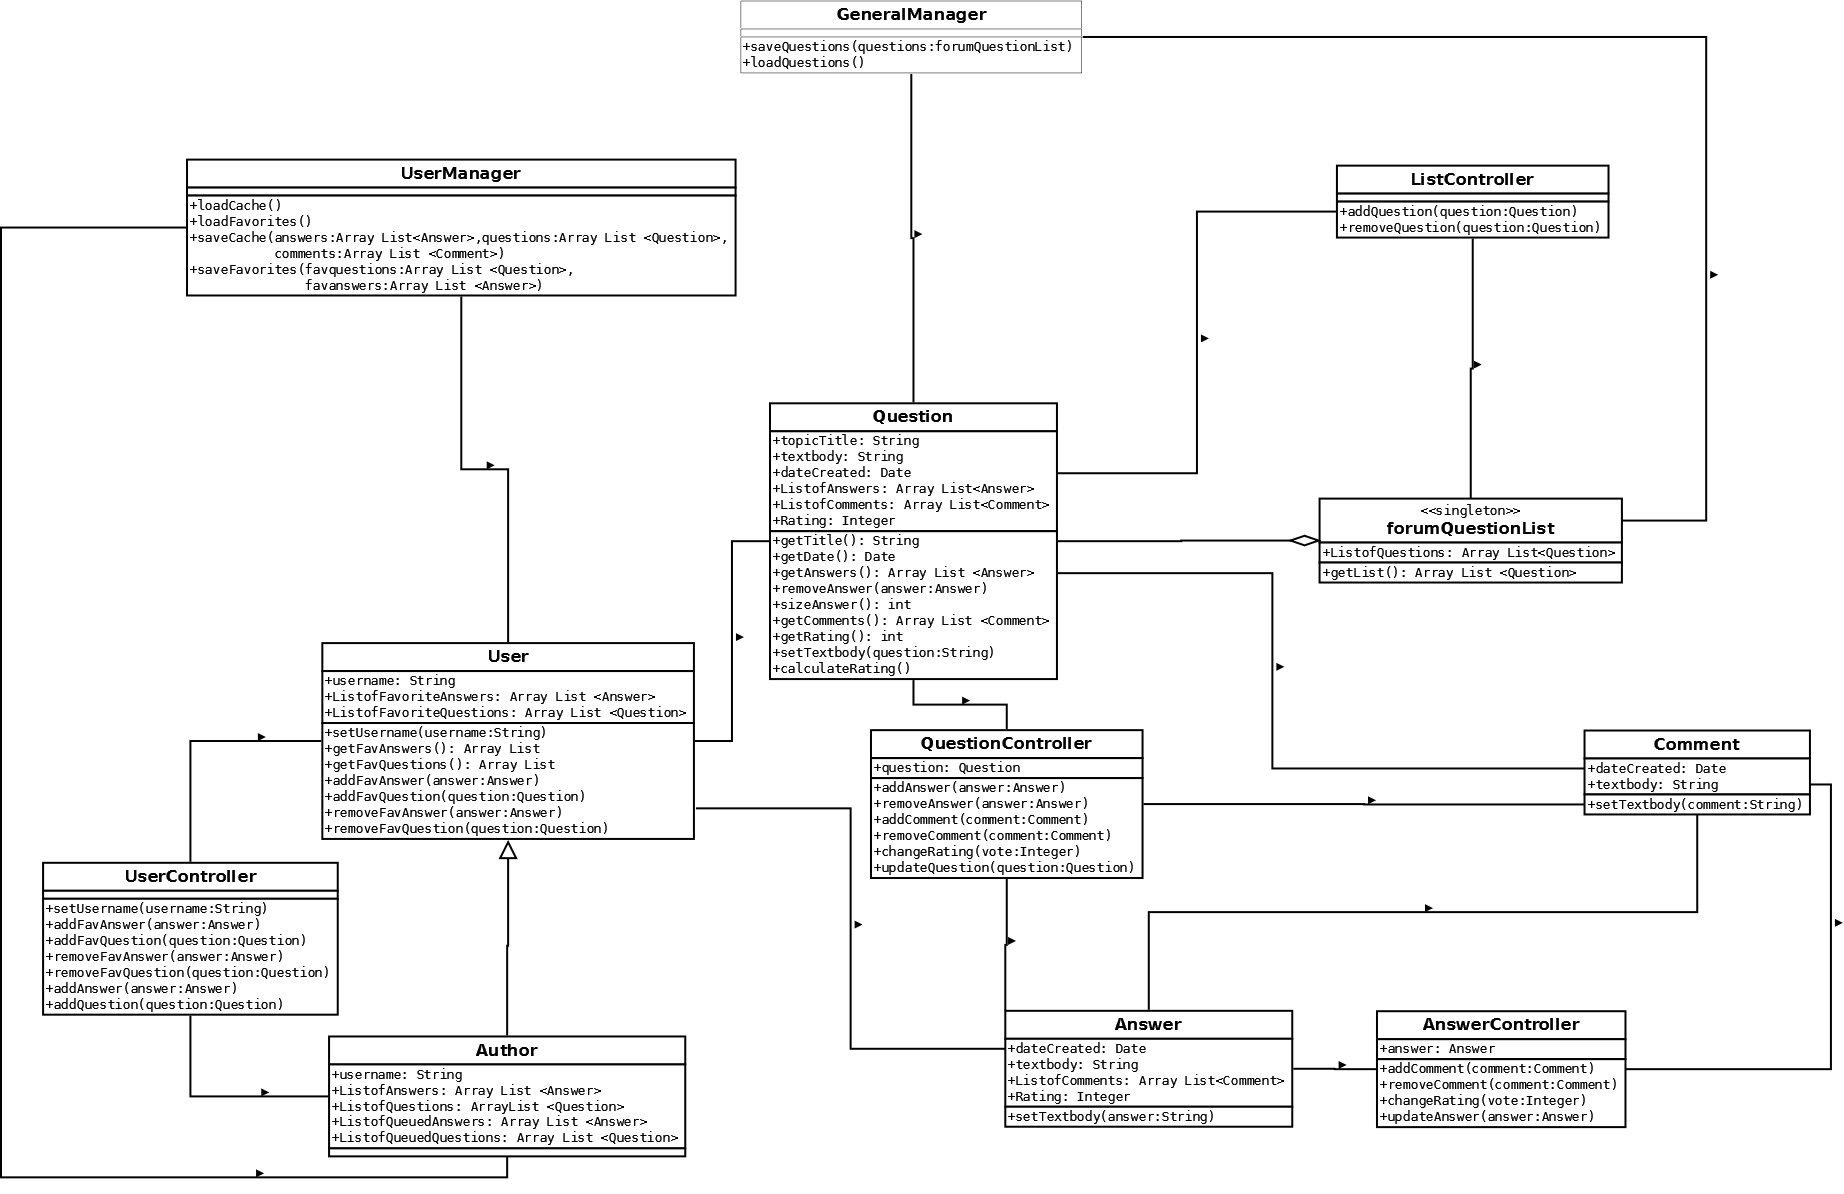 GeneralManager
+saveQuestions(questions:forumQuestionList)
+loadQuestions()
UserManager
+loadCache()
+loadFavorites()
+saveCache(answers:Array List<Answer>,questions:Array List <Question>,
comments:Array List <Comment>)
+saveFavorites(favquestions:Array List <Question>,
favanswers:Array List <Answer>)
ListController
+addQuestion(question:Question)
+removeQuestion(question:Question)
Question
+topicTitle: String
+textbody: String
+dateCreated: Date
+ListofAnswers: Array List<Answer>
+ListofComments: Array List<Comment>
+Rating: Integer
+getTitle(): String
+getDate(): Date
+getAnswers(): Array List <Answer>
+removeAnswer(answer:Answer)
+sizeAnswer(): int
+getComments(): Array List <Comment>
+getRating(): int
+setTextbody(question:String)
+calculateRating()
<<singleton>>
forumQuestionList
+ListofQuestions: Array List<Question>
+getList(): Array List <Question>
User
+username: String
+ListofFavoriteAnswers: Array List <Answer>
+ListofFavoriteQuestions: Array List <Question>
+setUsername(username:String)
+getFavAnswers(): Array List
+getFavQuestions(): Array List
+addFavAnswer(answer:Answer)
+addFavQuestion(question:Question)
+removeFavAnswer(answer:Answer)
+removeFavQuestion(question:Question)
QuestionController
+question: Question
+addAnswer(answer:Answer)
+removeAnswer(answer:Answer)
+addComment(comment:Comment)
+removeComment(comment:Comment)
+changeRating(vote:Integer)
+updateQuestion(question:Question)
Comment
+dateCreated: Date
+textbody: String
+setTextbody(comment:String)
UserController
+setUsername(username:String)
+addFavAnswer(answer:Answer)
+addFavQuestion(question:Question)
+removeFavAnswer(answer:Answer)
+removeFavQuestion(question:Question)
+addAnswer(answer:Answer)
+addQuestion(question:Question)
Author
+username: String
+ListofAnswers: Array List <Answer>
+ListofQuestions: ArrayList <Question>
+ListofQueuedAnswers: Array List <Answer>
+ListofQueuedQuestions: Array List <Question>
Answer
+dateCreated: Date
+textbody: String
+ListofComments: Array List<Comment>
+Rating: Integer
+setTextbody(answer:String)
AnswerController
+answer: Answer
+addComment(comment:Comment)
+removeComment(comment:Comment)
+changeRating(vote:Integer)
+updateAnswer(answer:Answer)